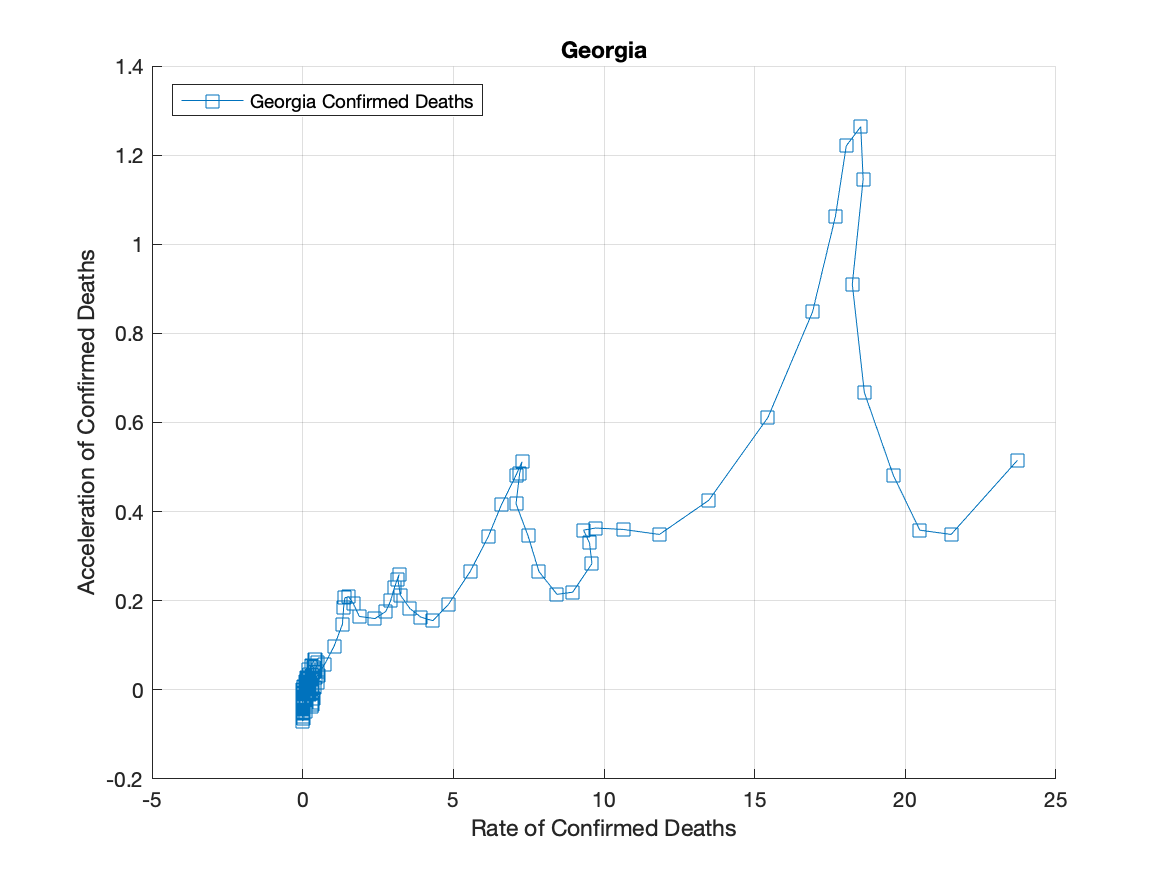 Georgia
Georgia Confirmed Deaths
Acceleration of Confirmed Deaths
1.4
1.2
1
0.8
0.6
0.4
0.2
0
-0.2
-5 0 5 10 15 20 25
Rate of Confirmed Deaths